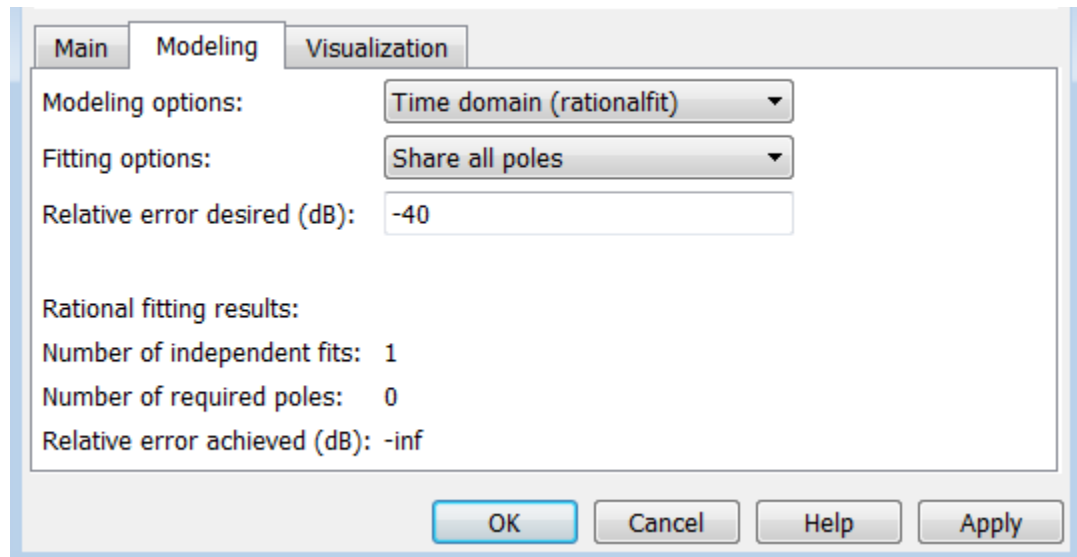 Main Modeling Visualization
Modeling options: Time domain (rationalfit)
Fitting options: Share all poles
Relative error desired (dB): -40
Rational fitting results:
Number of independent fits: 1
Number of required poles: 0
Relative error achieved (dB): -inf
OK Cancel Help Apply